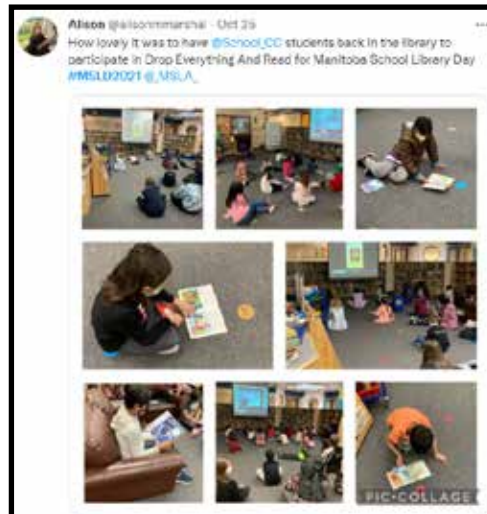 Alison @alisonmmarshal · Oct 25
How lovely it was to have @School_CC students back in the library to
participate in Drop Everything And Read for Manitoba School Library Day
#MSLD2021 @_MSLA_
PIC•COLLAGE